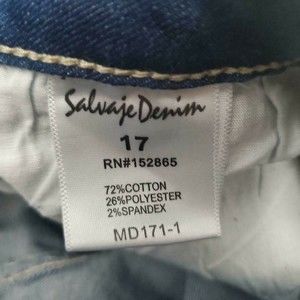 Salvaje Denim
17
RN#152865
72%COTTON
26%POLYESTER
2%SPANDEX
MD171-1